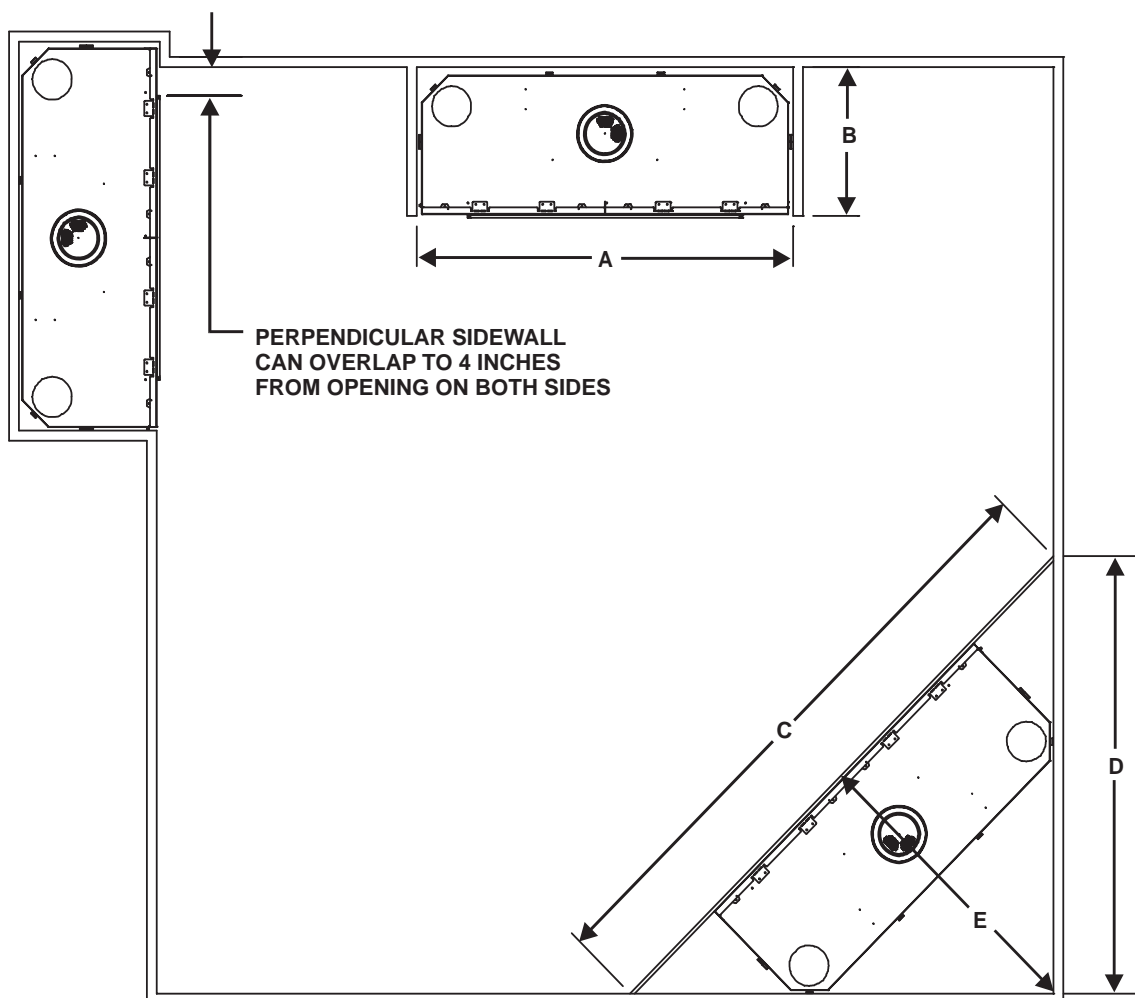 B
A
PERPENDICULAR SIDEWALL
CAN OVERLAP TO 4 INCHES
FROM OPENING ON BOTH SIDES
C
D
E